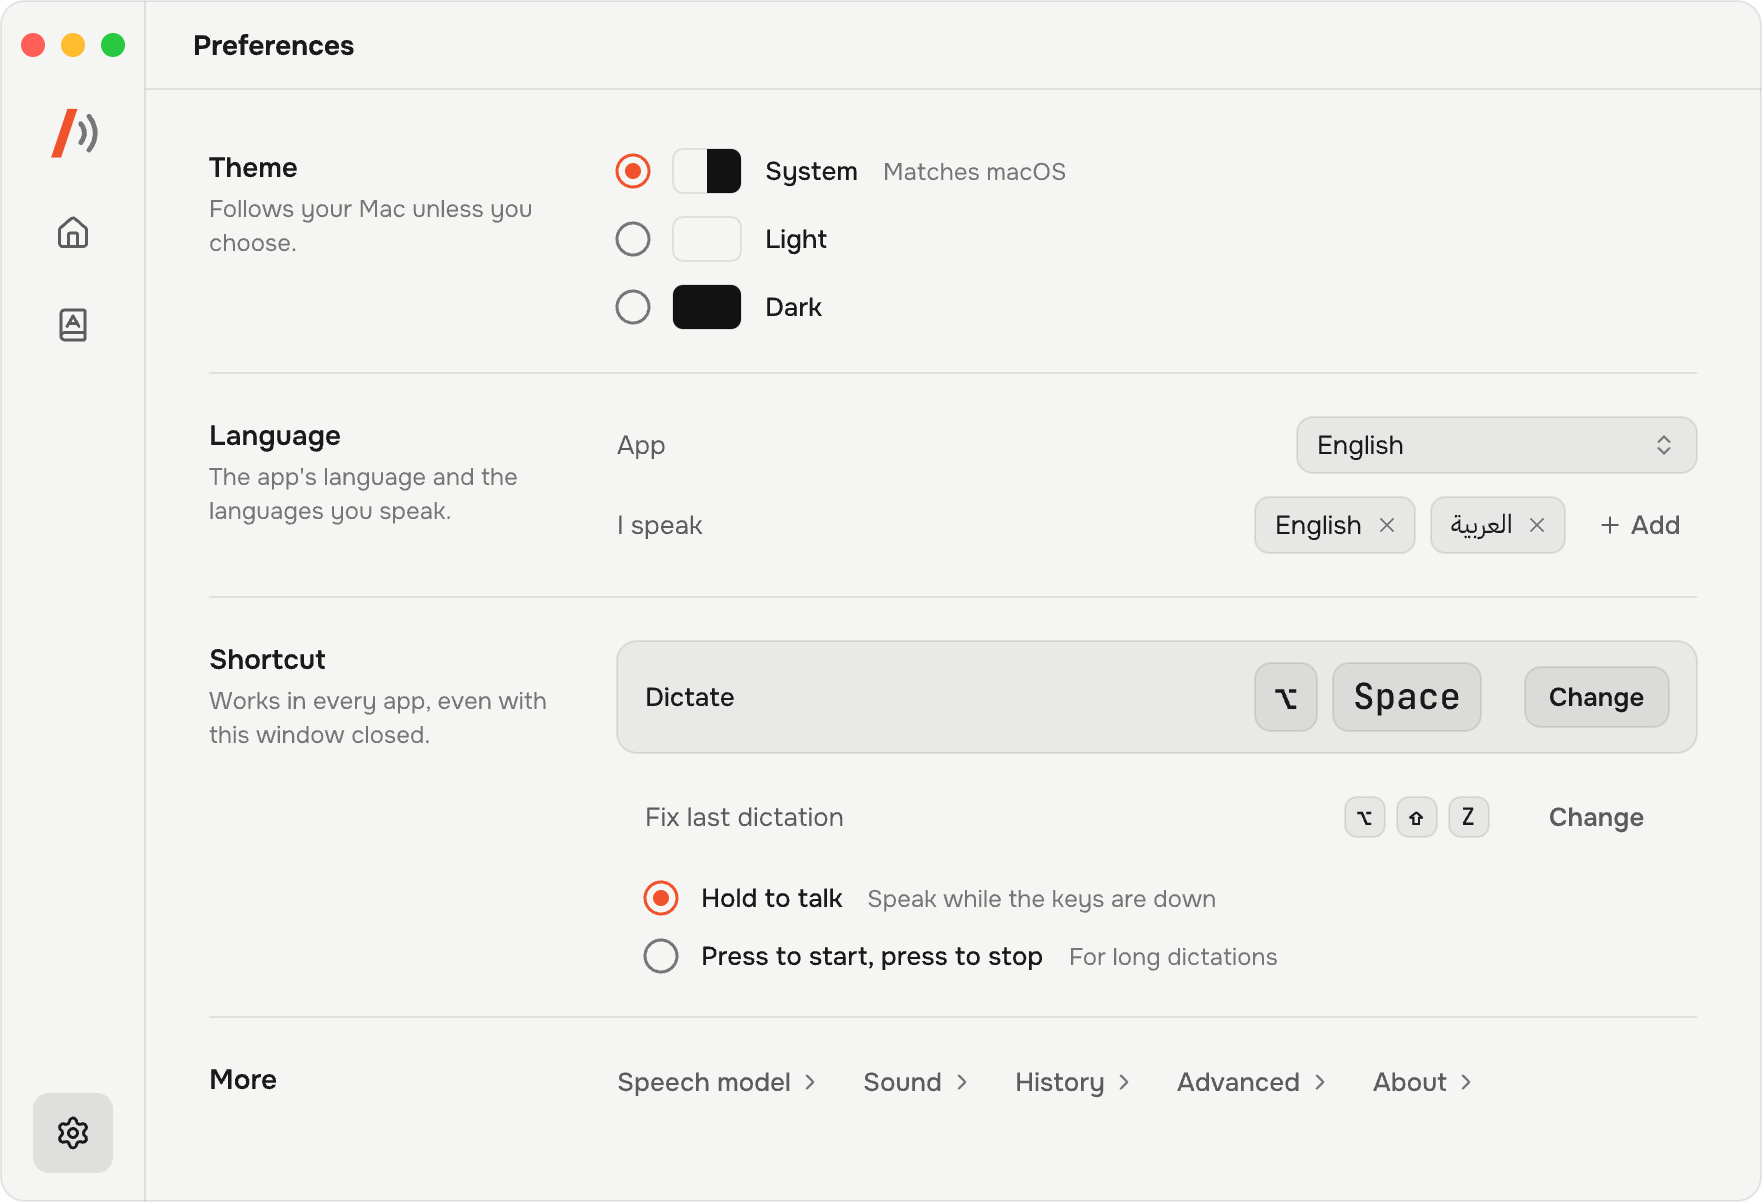 Preferences
Theme
Follows your Mac unless you
choose.
System Matches macOS
Light
Dark
Language
The app's language and the
languages you speak.
App English
I speak English العربية + Add
Shortcut
Works in every app, even with
this window closed.
Dictate ⌥ Space Change
Fix last dictation ⌥ ⇧ Z Change
Hold to talk Speak while the keys are down
Press to start, press to stop For long dictations
More
Speech model Sound History Advanced About